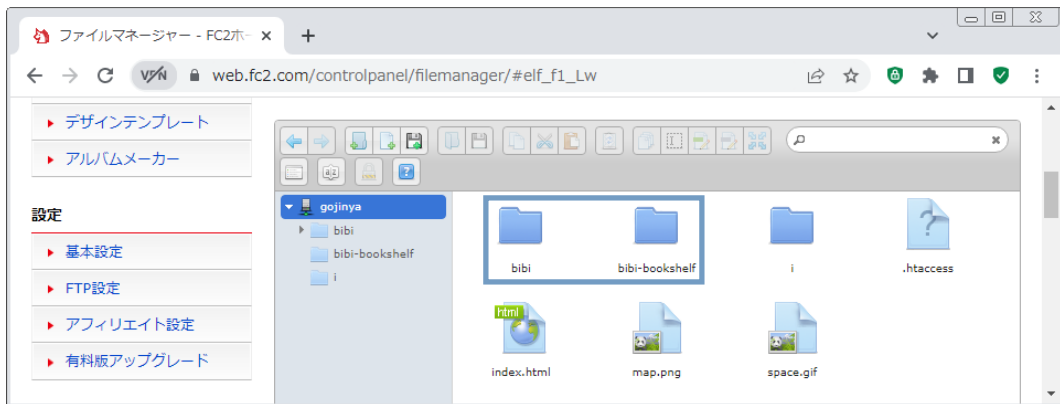 ファイルマネージャー - FC2ホー
VPN
web.fc2.com/controlpanel/filemanager/#elf_f1_Lw
デザインテンプレート
アルバムメーカー
設定
基本設定
FTP設定
アフィリエイト設定
有料版アップグレード
gojinya
bibi
bibi-bookshelf
i
bibi
bibi-bookshelf
i
.htaccess
html
index.html
map.png
space.gif